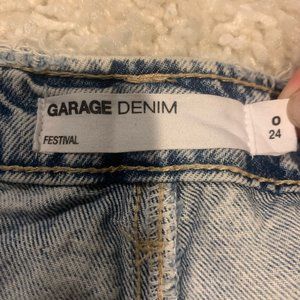 GARAGE DENIM
FESTIVAL
0
24